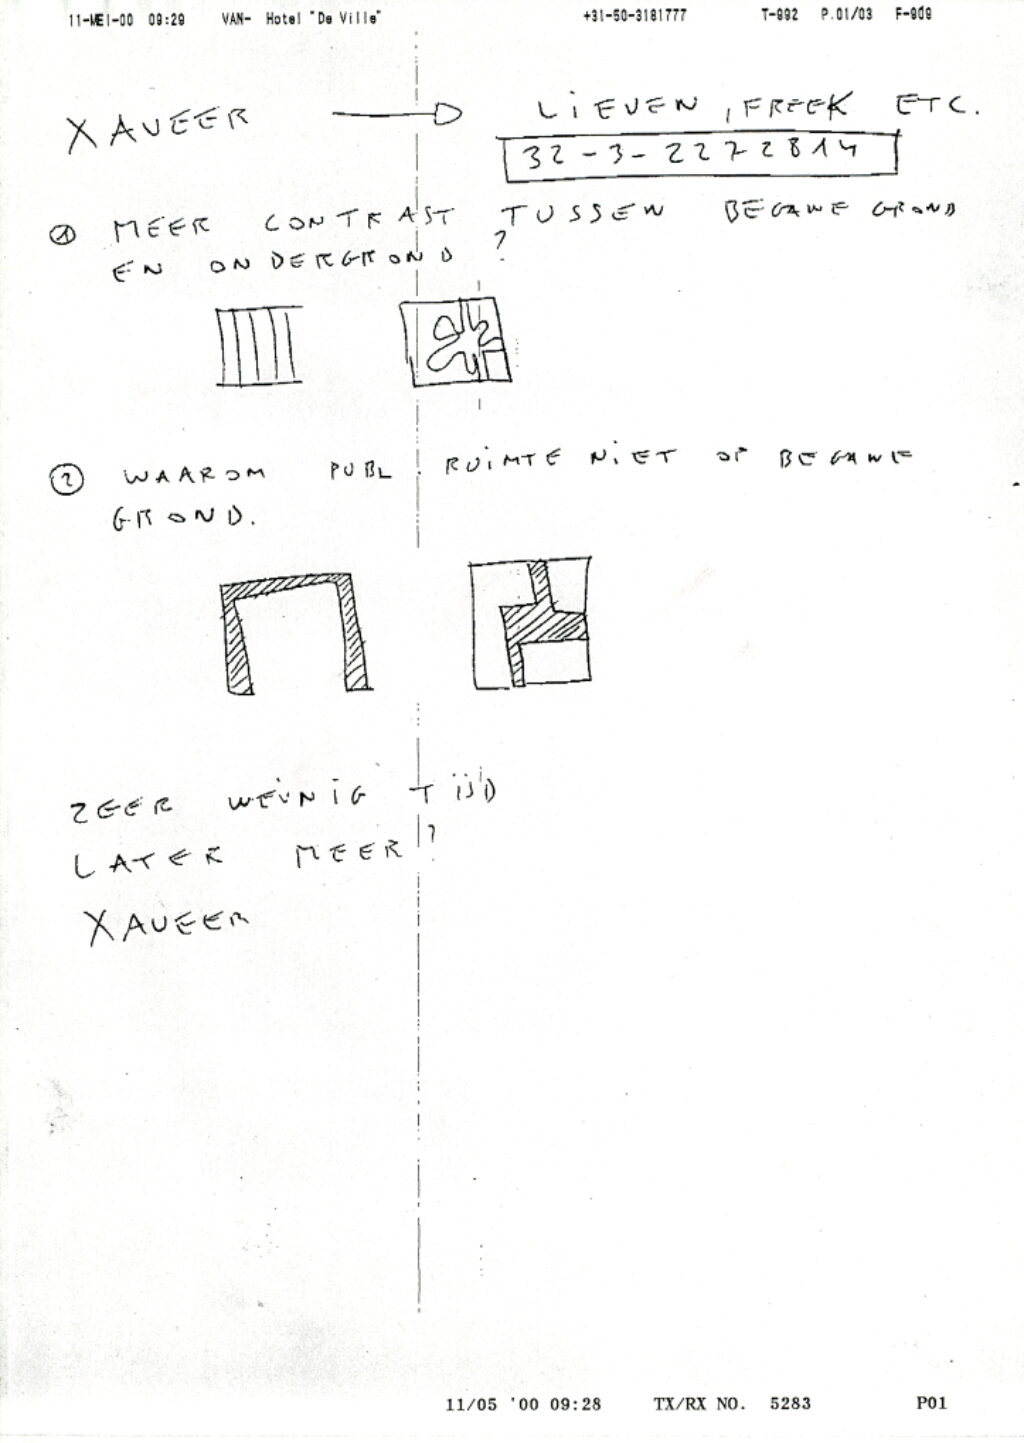 11-MEI-00 09:29 VAN- Hotel "De Ville" +31-50-3181777 T-992 P.01/03 F-909
XAVEER → LIEVEN, FREEK ETC.
32-3-2272814
① MEER CONTRAST TUSSEN BEGANE GROND
EN ONDERGROND ?
② WAAROM PUBL. RUIMTE NIET OP BEGANE
GROND.
ZEER WEINIG TIJD
LATER MEER ?
XAVEER
11/05 '00 09:28 TX/RX NO. 5283 P01